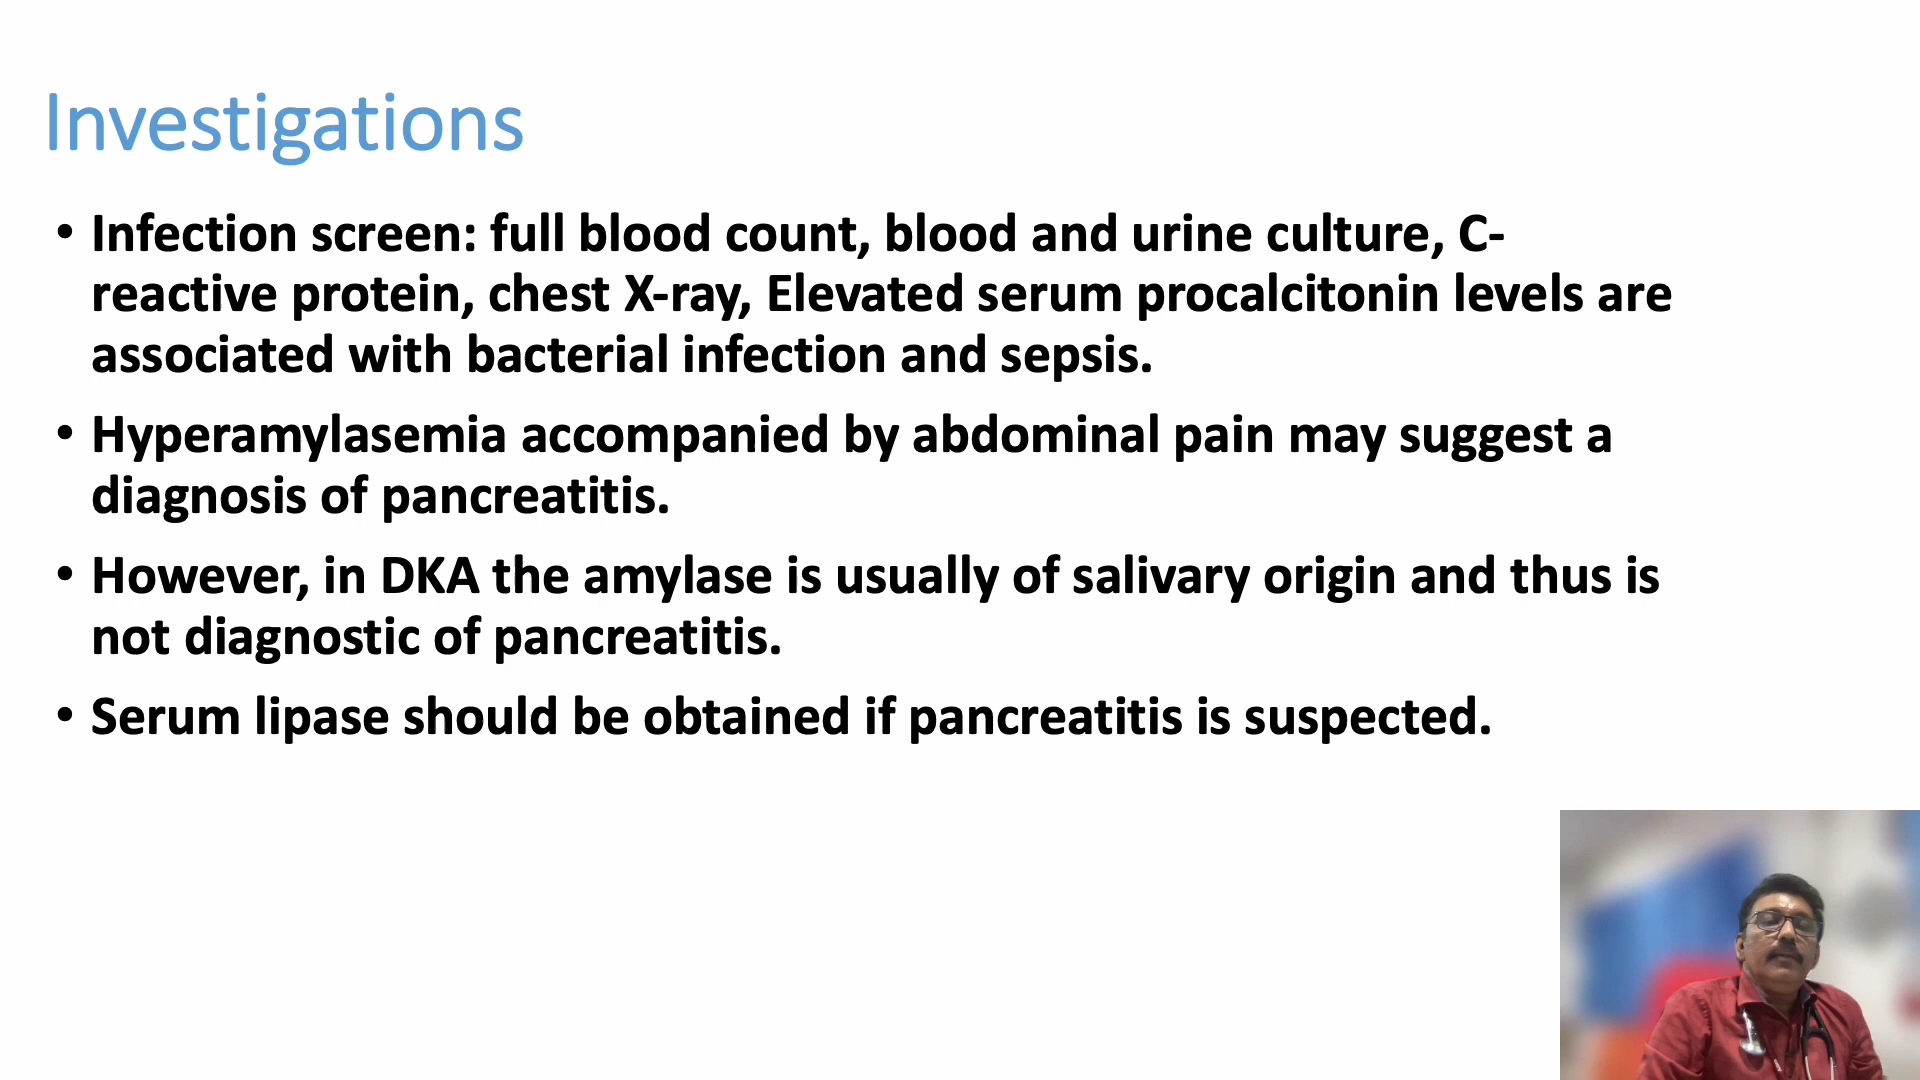 Investigations
• Infection screen: full blood count, blood and urine culture, C-
reactive protein, chest X-ray, Elevated serum procalcitonin levels are
associated with bacterial infection and sepsis.
• Hyperamylasemia accompanied by abdominal pain may suggest a
diagnosis of pancreatitis.
• However, in DKA the amylase is usually of salivary origin and thus is
not diagnostic of pancreatitis.
• Serum lipase should be obtained if pancreatitis is suspected.